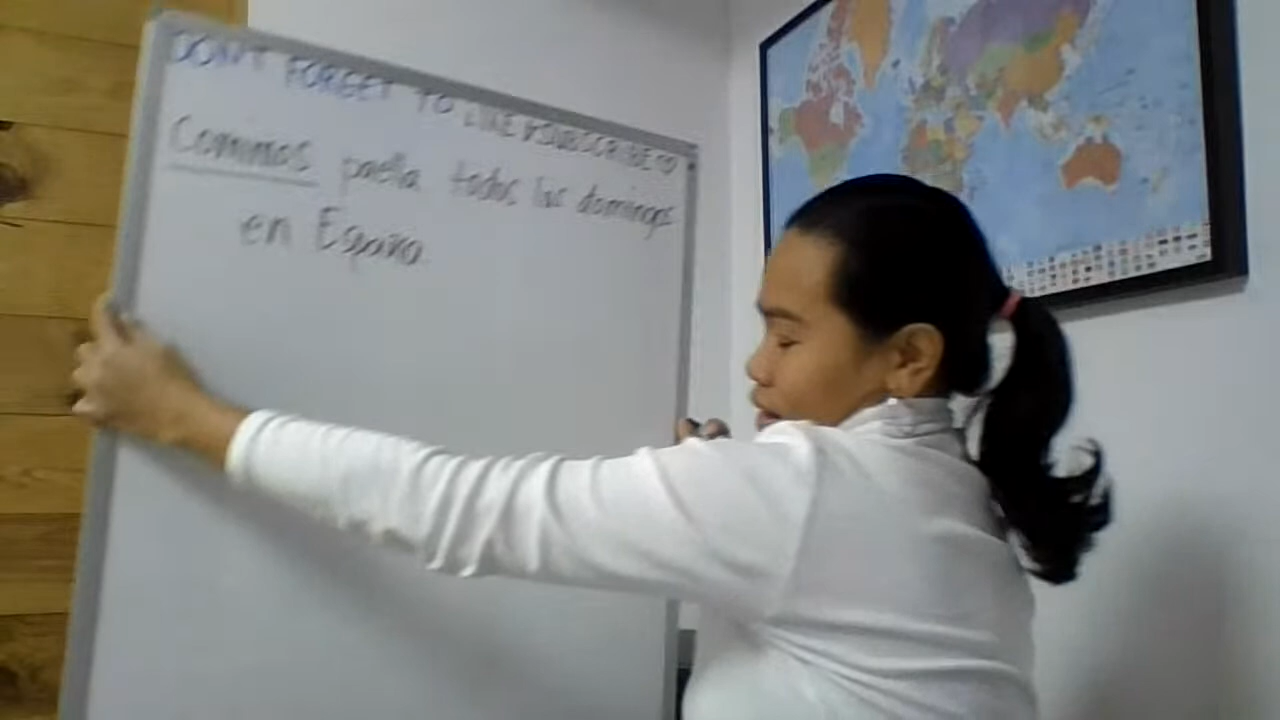 DON'T FORGET TO LIKE & SUBSCRIBE ♡
Comimos paella todos los domingos
en España